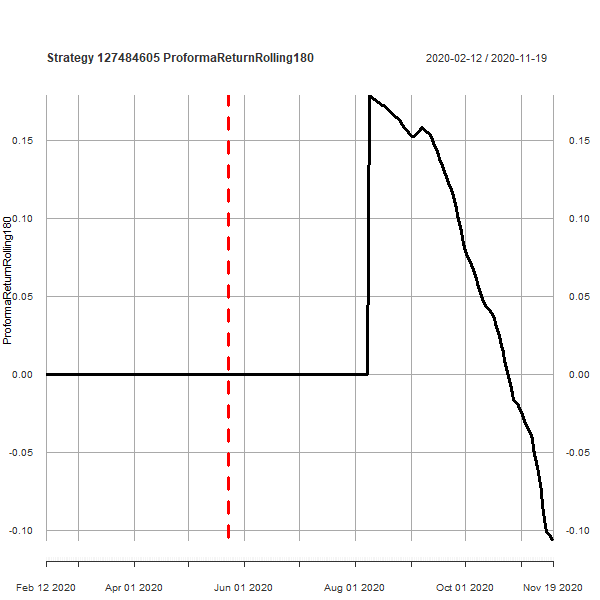 Strategy 127484605 ProformaReturnRolling180
2020-02-12 / 2020-11-19
ProformaReturnRolling180
0.15
0.10
0.05
0.00
-0.05
-0.10
0.15
0.10
0.05
0.00
-0.05
-0.10
Feb 12 2020
Apr 01 2020
Jun 01 2020
Aug 01 2020
Oct 01 2020
Nov 19 2020